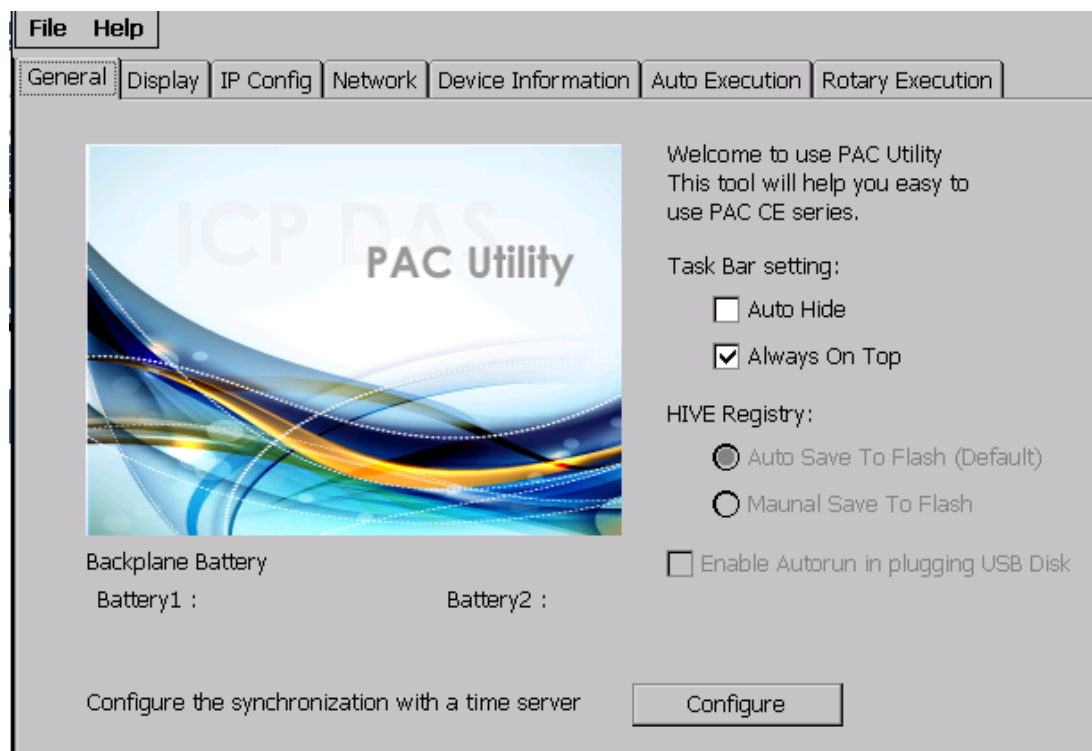 File Help
General Display IP Config Network Device Information Auto Execution Rotary Execution
ICP DAS
PAC Utility
Welcome to use PAC Utility
This tool will help you easy to
use PAC CE series.
Task Bar setting:
Auto Hide
Always On Top
HIVE Registry:
Auto Save To Flash (Default)
Maunal Save To Flash
Enable Autorun in plugging USB Disk
Backplane Battery
Battery1 : Battery2 :
Configure the synchronization with a time server Configure